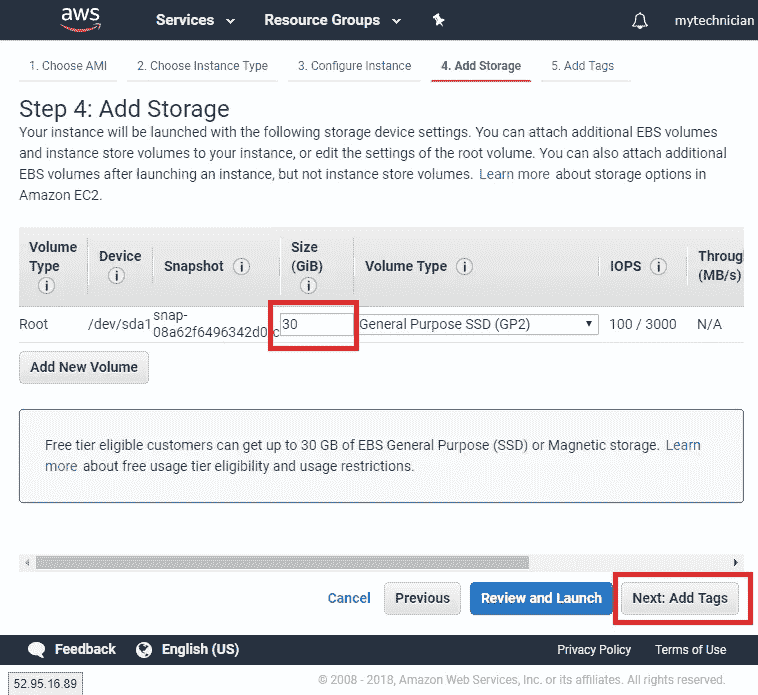 aws Services Resource Groups mytechnician
1. Choose AMI 2. Choose Instance Type 3. Configure Instance 4. Add Storage 5. Add Tags
Step 4: Add Storage
Your instance will be launched with the following storage device settings. You can attach additional EBS volumes
and instance store volumes to your instance, or edit the settings of the root volume. You can also attach additional
EBS volumes after launching an instance, but not instance store volumes. Learn more about storage options in
Amazon EC2.
Volume Type i Device i Snapshot i Size (GiB) i Volume Type i IOPS i Throug (MB/s)
Root /dev/sda1 snap-08a62f6496342d0 30 General Purpose SSD (GP2) 100 / 3000 N/A
Add New Volume
Free tier eligible customers can get up to 30 GB of EBS General Purpose (SSD) or Magnetic storage. Learn
more about free usage tier eligibility and usage restrictions.
Cancel Previous Review and Launch Next: Add Tags
Feedback English (US) Privacy Policy Terms of Use
52.95.16.89 © 2008 - 2018, Amazon Web Services, Inc. or its affiliates. All rights reserved.